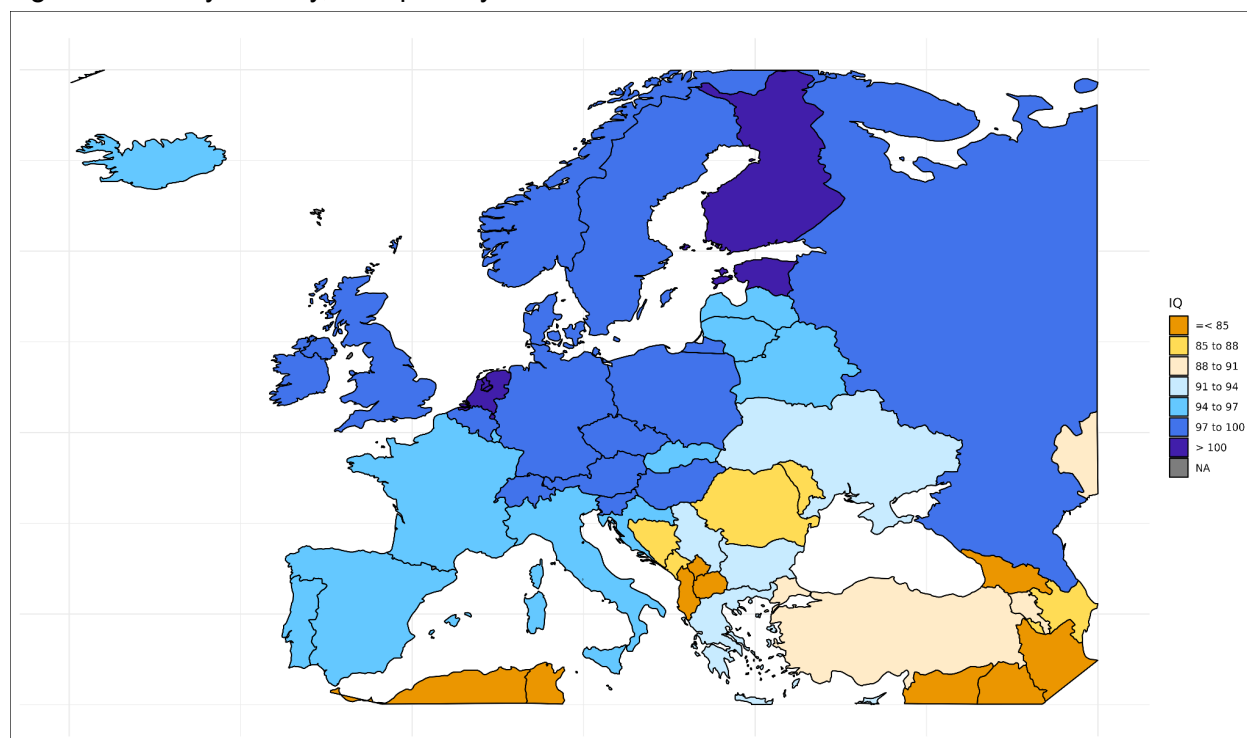 IQ
=< 85
85 to 88
88 to 91
91 to 94
94 to 97
97 to 100
> 100
NA